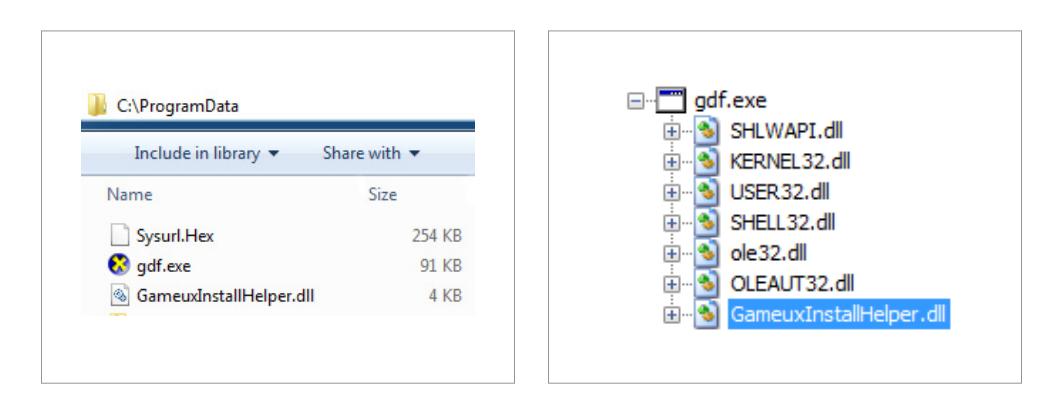 C:\ProgramData
Include in library Share with
Name Size
Sysurl.Hex 254 KB
gdf.exe 91 KB
GameuxInstallHelper.dll 4 KB
gdf.exe
SHLWAPI.dll
KERNEL32.dll
USER32.dll
SHELL32.dll
ole32.dll
OLEAUT32.dll
GameuxInstallHelper.dll